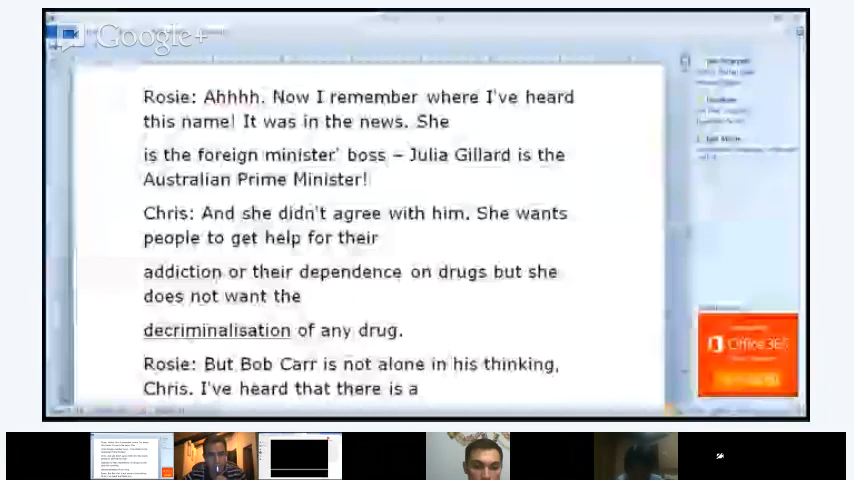 Google+
Rosie: Ahhhh. Now I remember where I've heard
this name! It was in the news. She
is the foreign minister' boss – Julia Gillard is the
Australian Prime Minister!
Chris: And she didn't agree with him. She wants
people to get help for their
addiction or their dependence on drugs but she
does not want the
decriminalisation of any drug.
Rosie: But Bob Carr is not alone in his thinking,
Chris. I've heard that there is a
Office 365